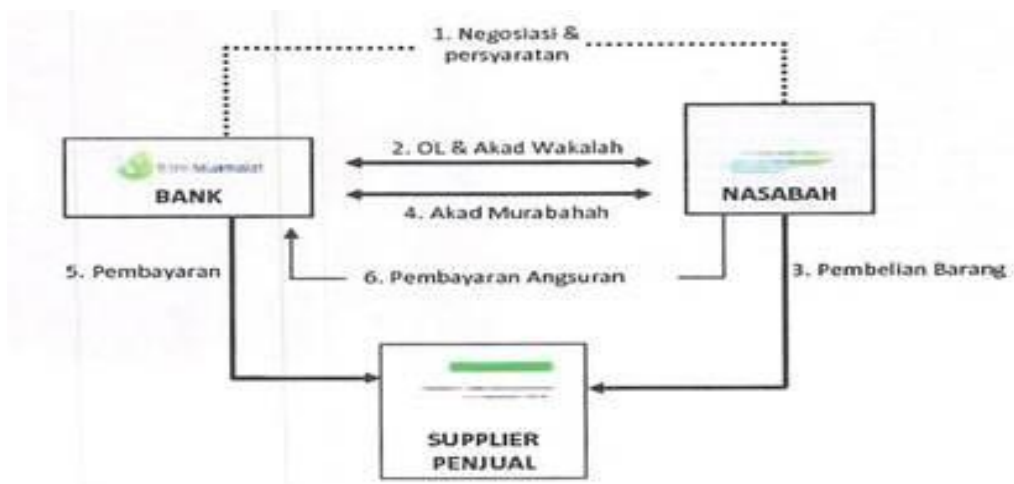 1. Negosiasi &
persyaratan
Muamalat
BANK
2. OL & Akad Wakalah
4. Akad Murabahah
NASABAH
5. Pembayaran
6. Pembayaran Angsuran
3. Pembelian Barang
SUPPLIER
PENJUAL